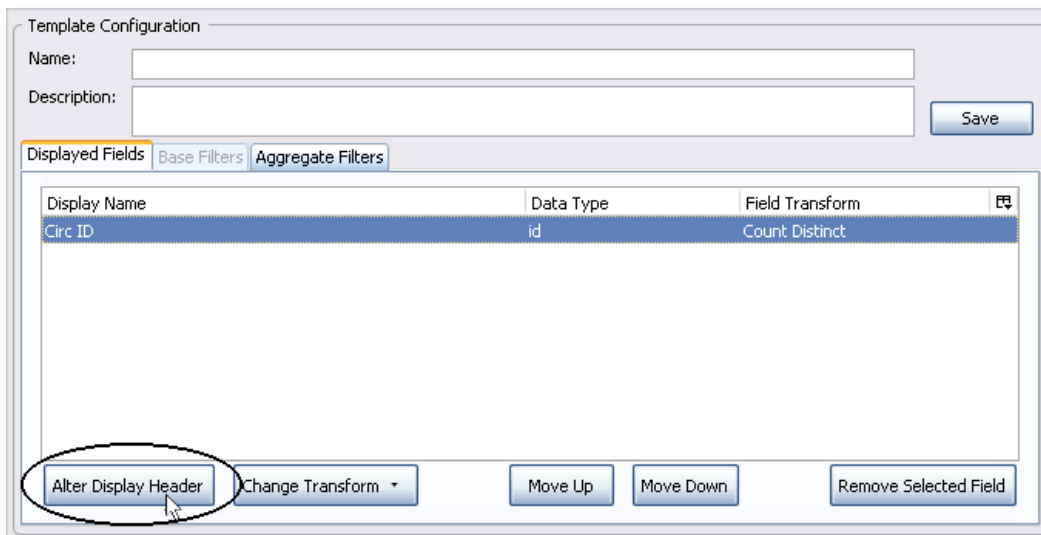 Template Configuration
Name:
Description:
Save
Displayed Fields Base Filters Aggregate Filters
Display Name Data Type Field Transform
Circ ID id Count Distinct
Alter Display Header Change Transform Move Up Move Down Remove Selected Field